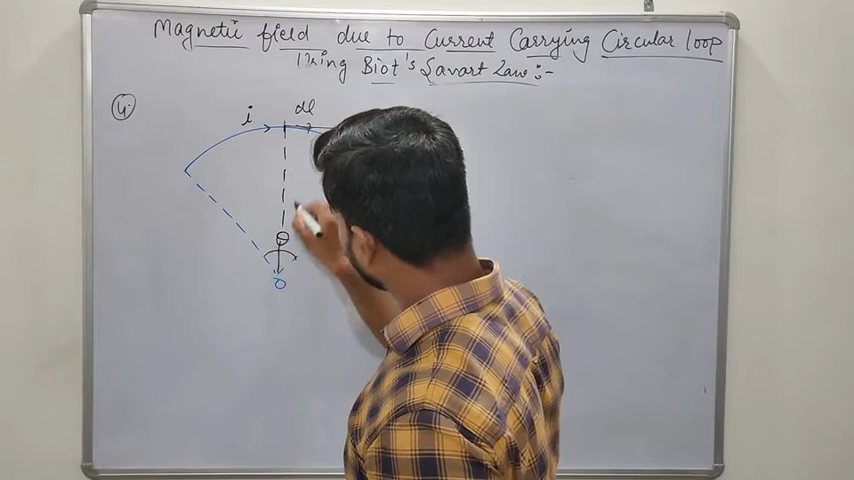 Magnetic field due to Current Carrying Circular loop
Using Biot's Savart Law :-
4.
i
dl
θ
O